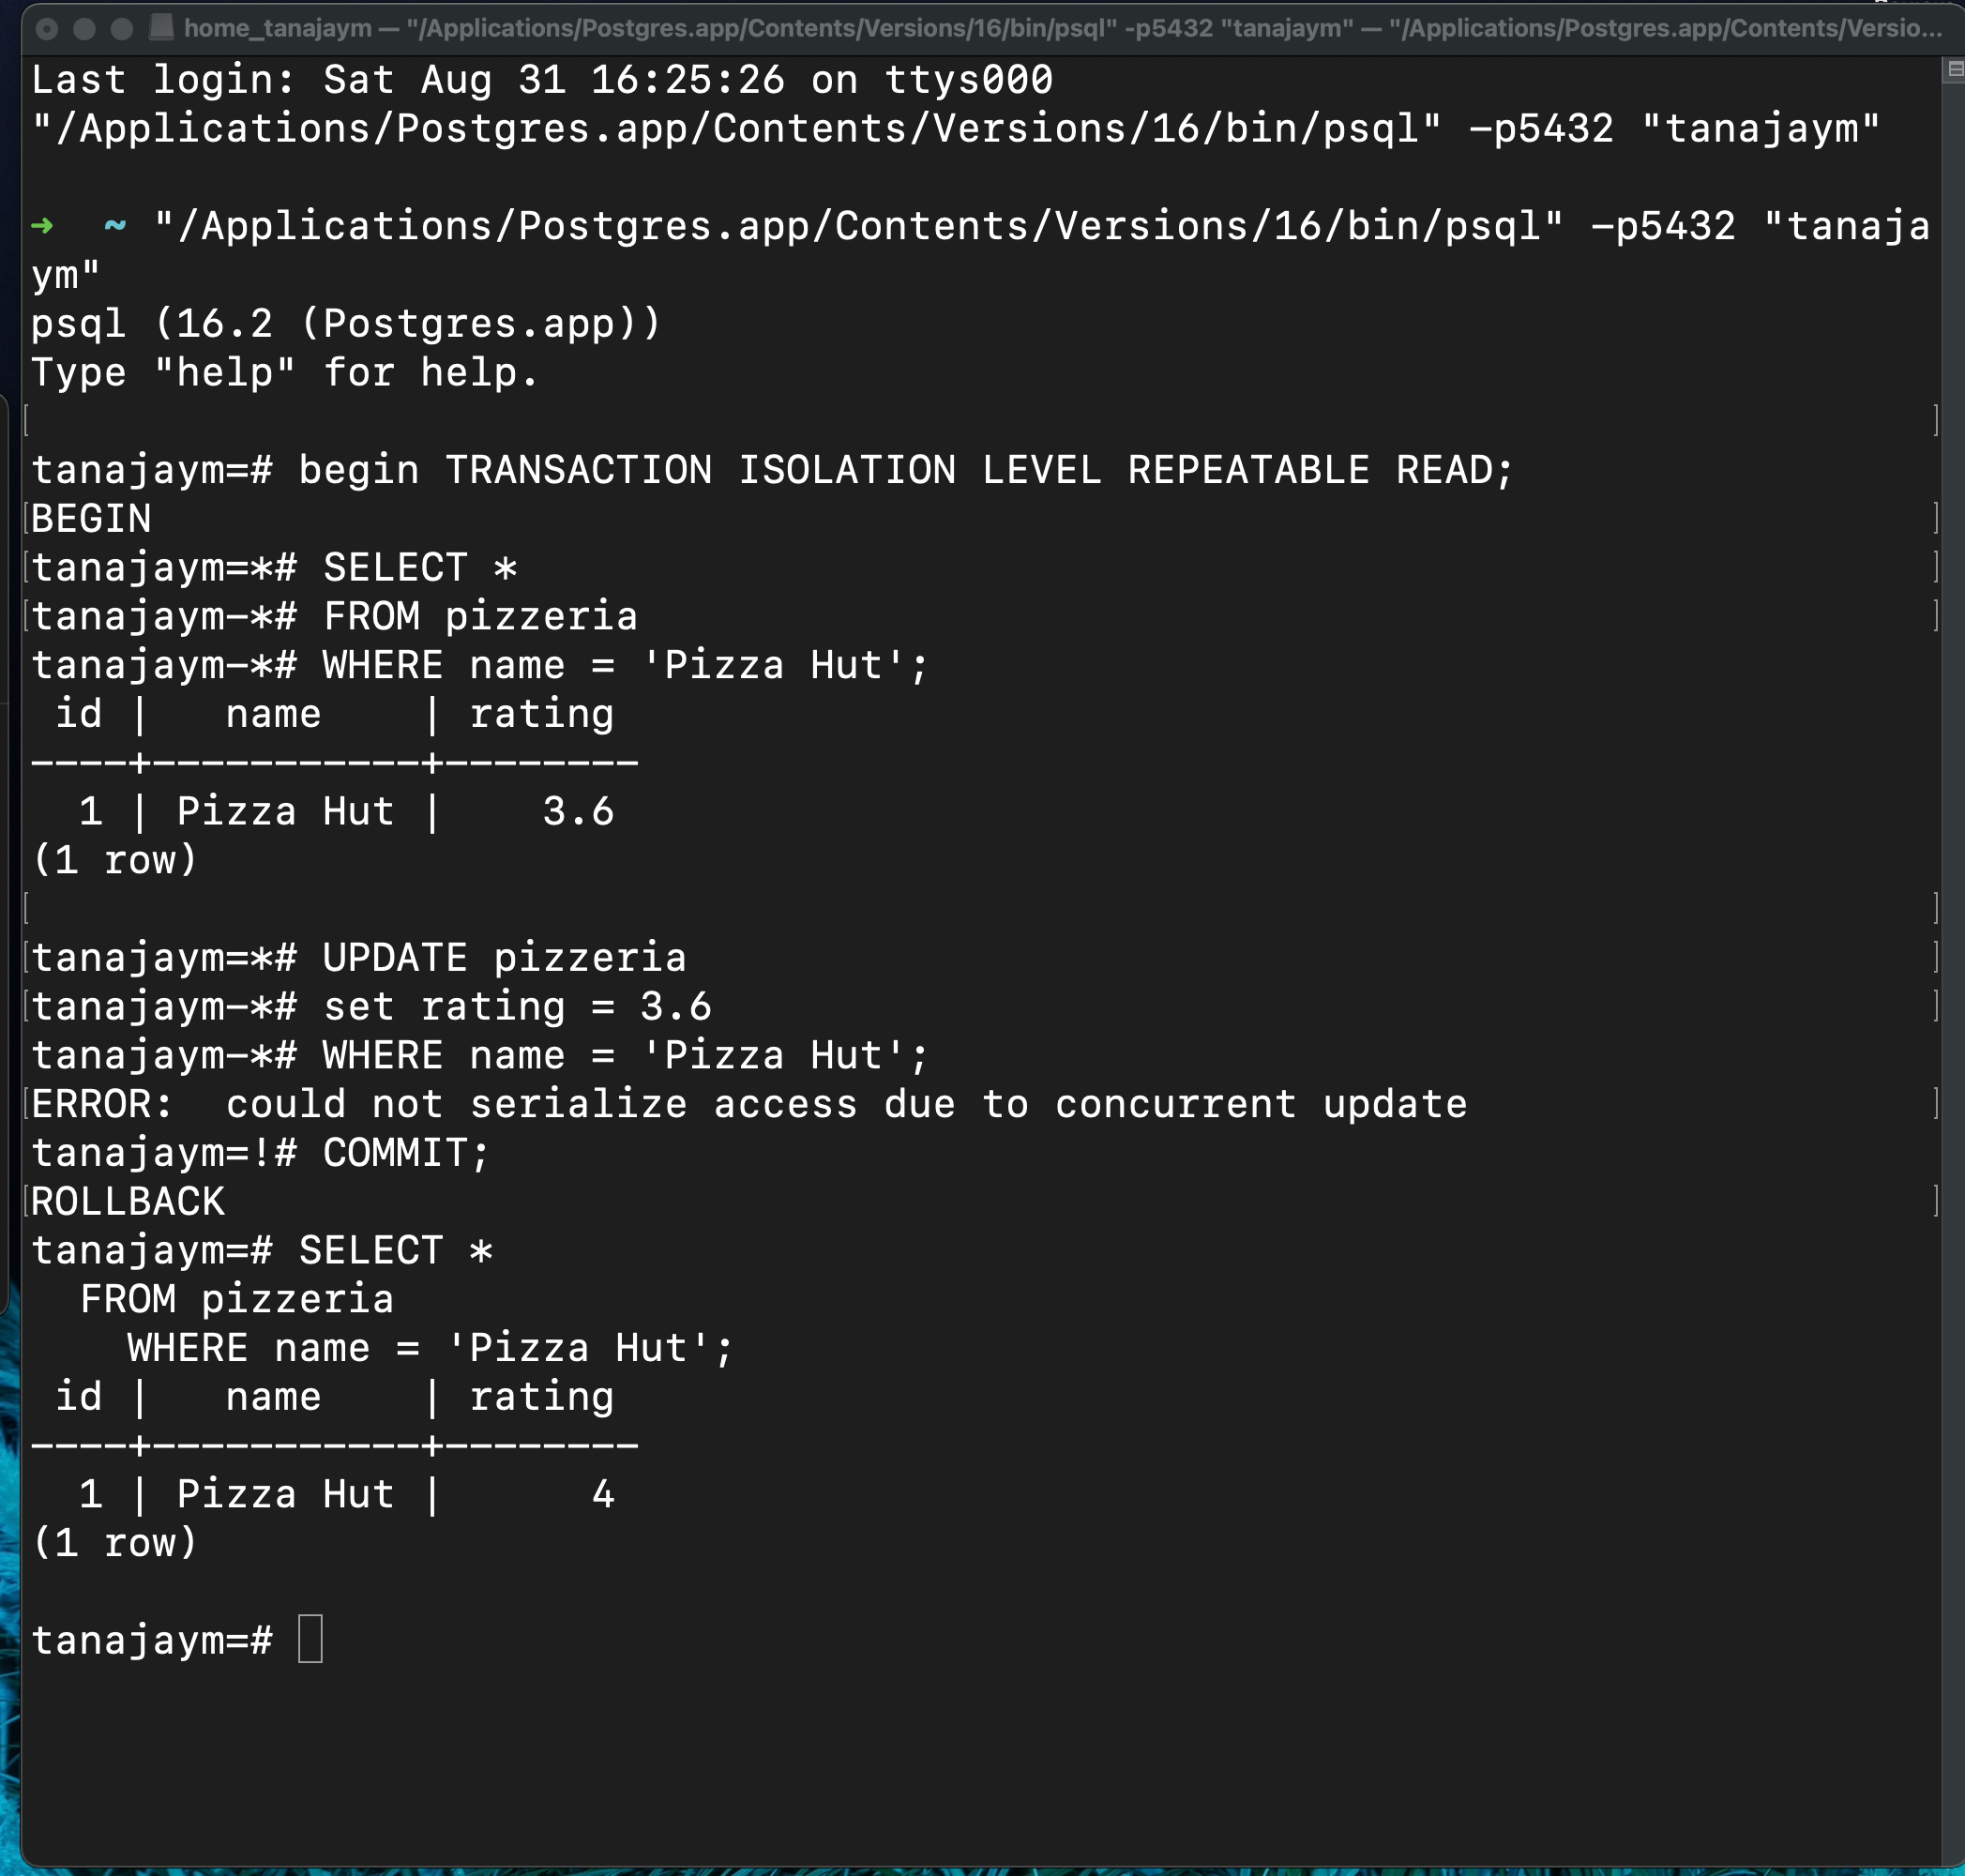 home_tanajaym — "/Applications/Postgres.app/Contents/Versions/16/bin/psql" -p5432 "tanajaym" — "/Applications/Postgres.app/Contents/Versio...
Last login: Sat Aug 31 16:25:26 on ttys000
"/Applications/Postgres.app/Contents/Versions/16/bin/psql" -p5432 "tanajaym"
➜  ~ "/Applications/Postgres.app/Contents/Versions/16/bin/psql" -p5432 "tanaja
ym"
psql (16.2 (Postgres.app))
Type "help" for help.
[ ]
tanajaym=# begin TRANSACTION ISOLATION LEVEL REPEATABLE READ;
[BEGIN ]
[tanajaym=*# SELECT * ]
[tanajaym-*# FROM pizzeria ]
tanajaym-*# WHERE name = 'Pizza Hut';
 id |   name    | rating
----+-----------+--------
  1 | Pizza Hut |    3.6
(1 row)
[ ]
[tanajaym=*# UPDATE pizzeria ]
[tanajaym-*# set rating = 3.6 ]
tanajaym-*# WHERE name = 'Pizza Hut';
[ERROR:  could not serialize access due to concurrent update ]
tanajaym=!# COMMIT;
[ROLLBACK ]
tanajaym=# SELECT *
  FROM pizzeria
    WHERE name = 'Pizza Hut';
 id |   name    | rating
----+-----------+--------
  1 | Pizza Hut |      4
(1 row)
tanajaym=#